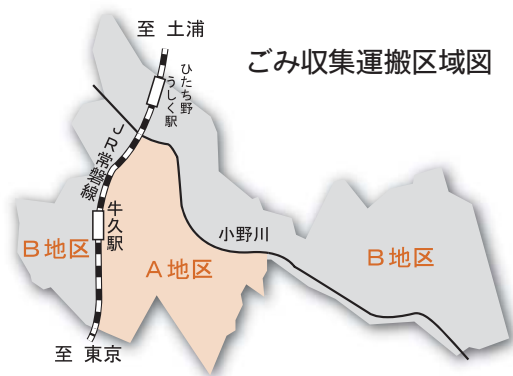 至 土浦
ごみ収集運搬区域図
ひたち野
うしく駅
JR常磐線
牛久駅
小野川
B地区
A地区
B地区
至 東京